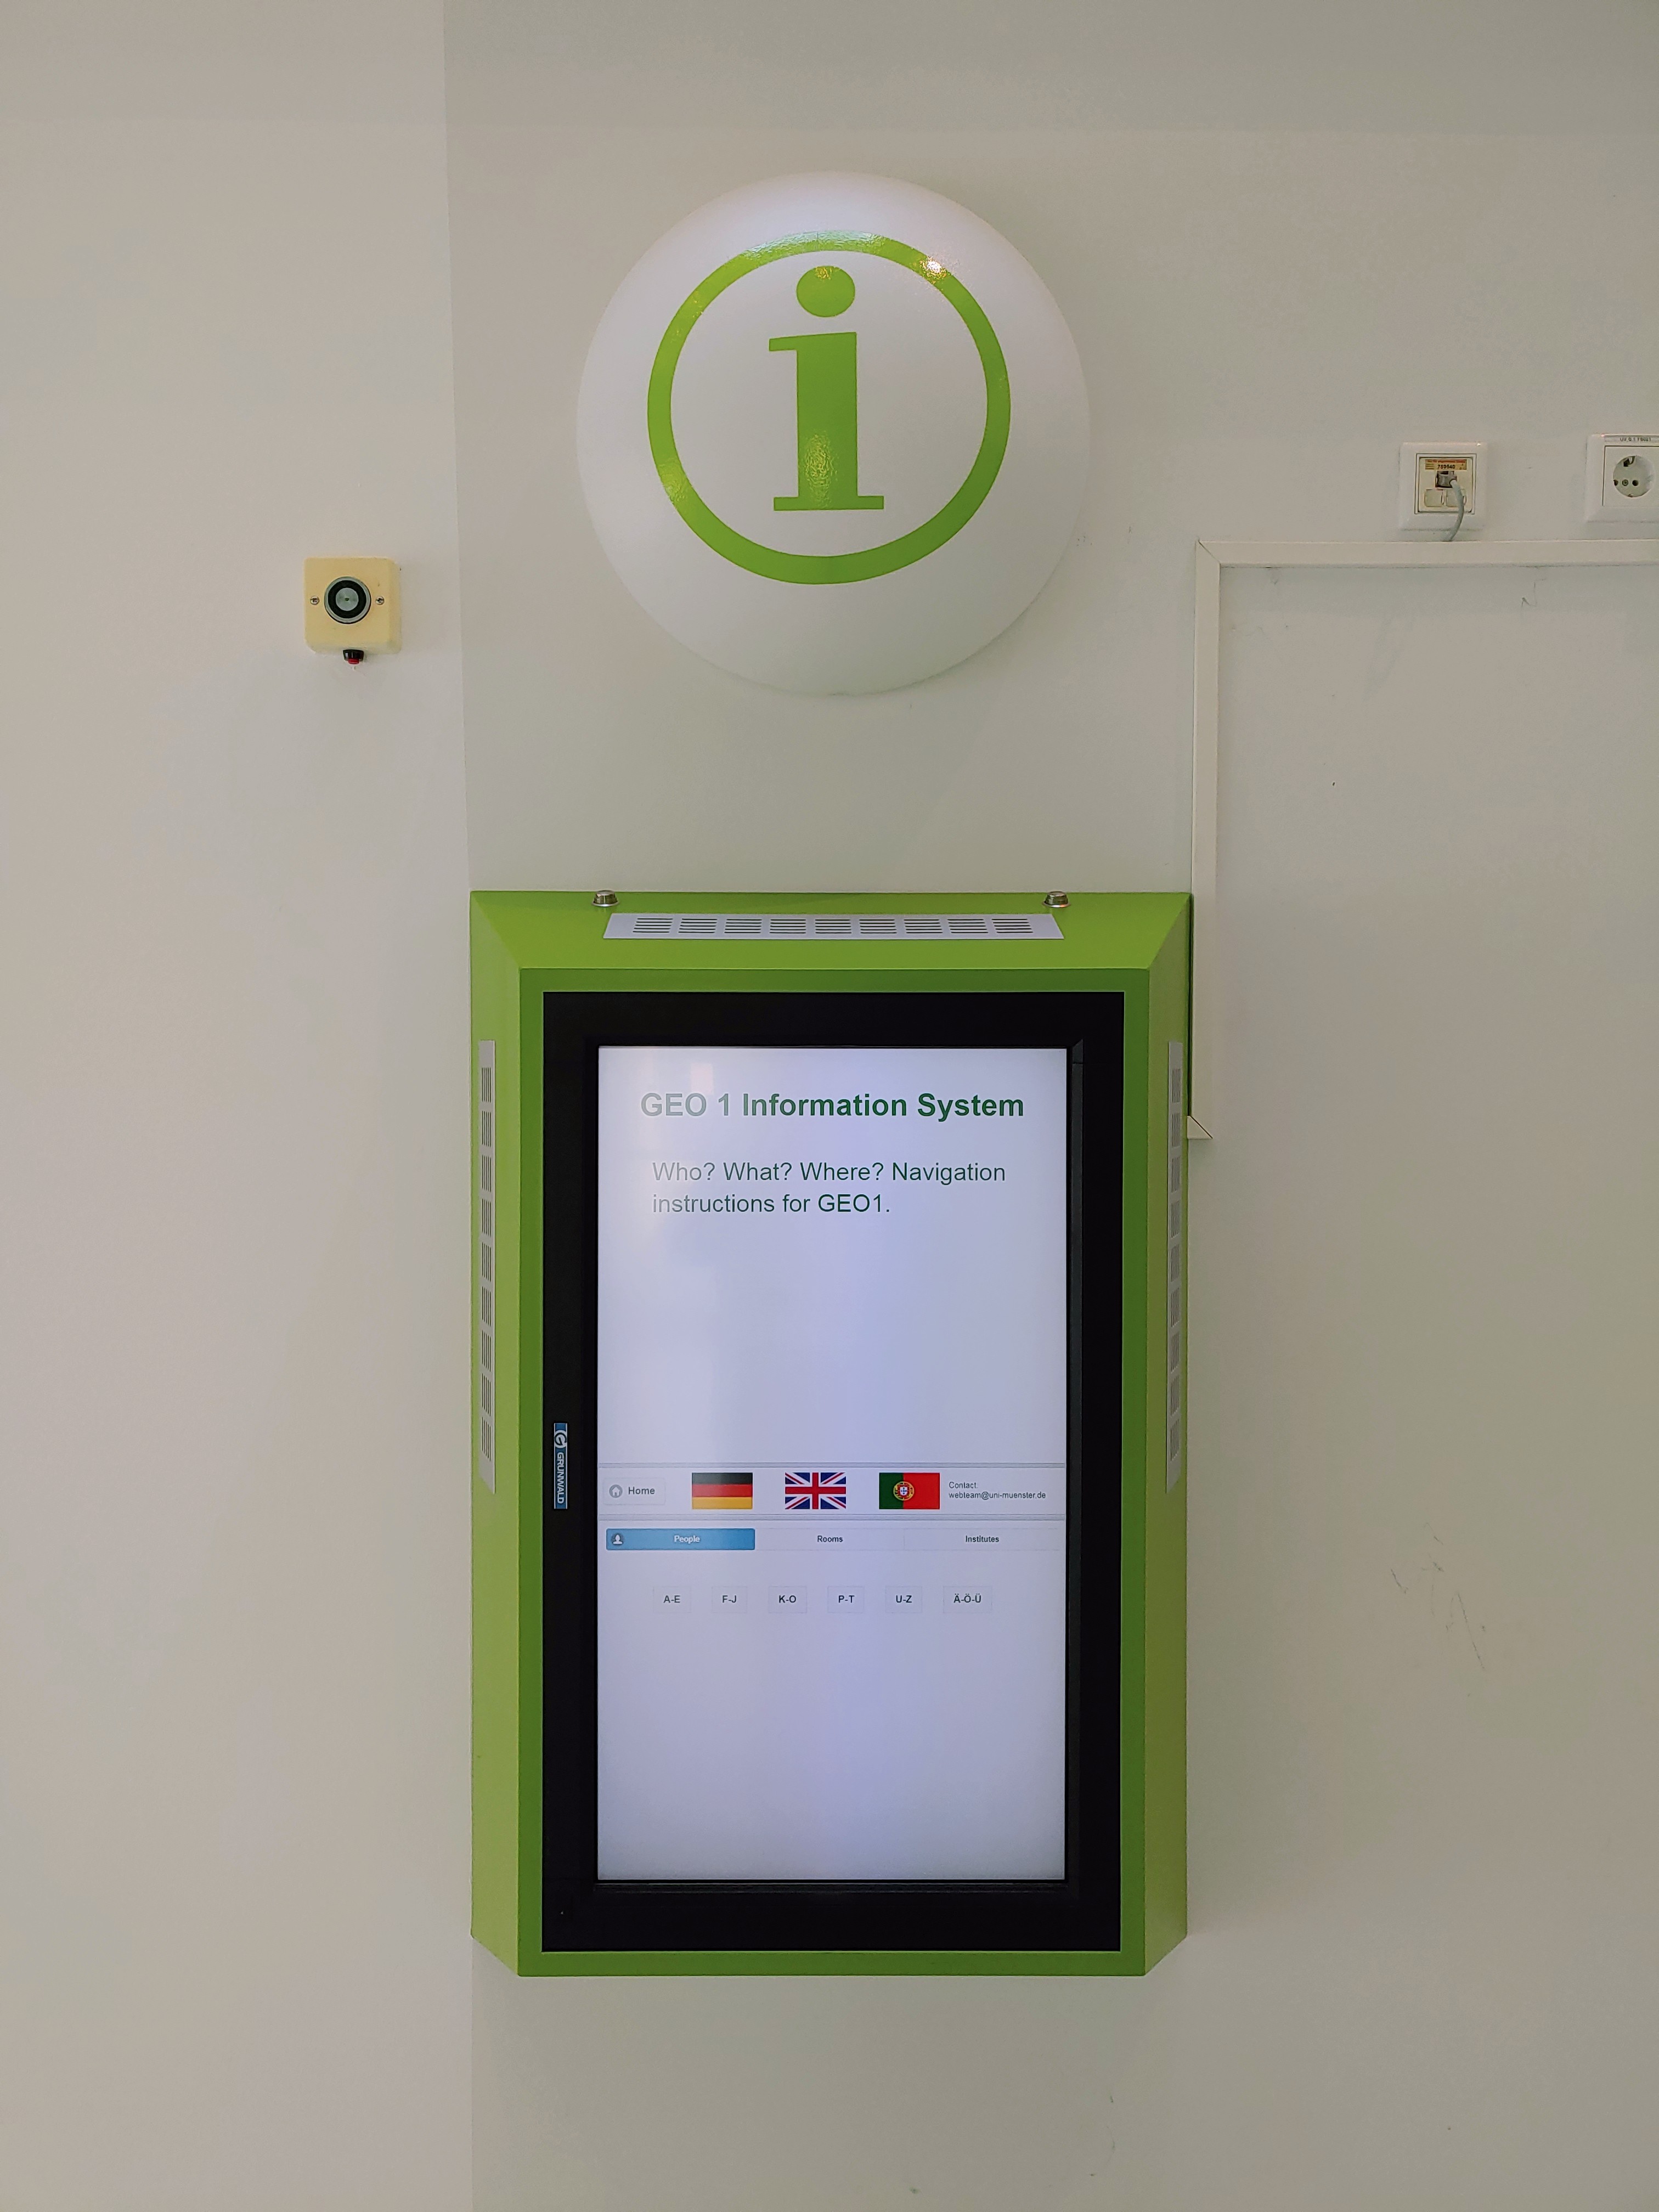 i
GEO 1 Information System
Who? What? Where? Navigation
instructions for GEO1.
GRUNWALD
Home
Contact:
webteam@uni-muenster.de
People
Rooms
Institutes
A-E
F-J
K-O
P-T
U-Z
Ä-Ö-Ü